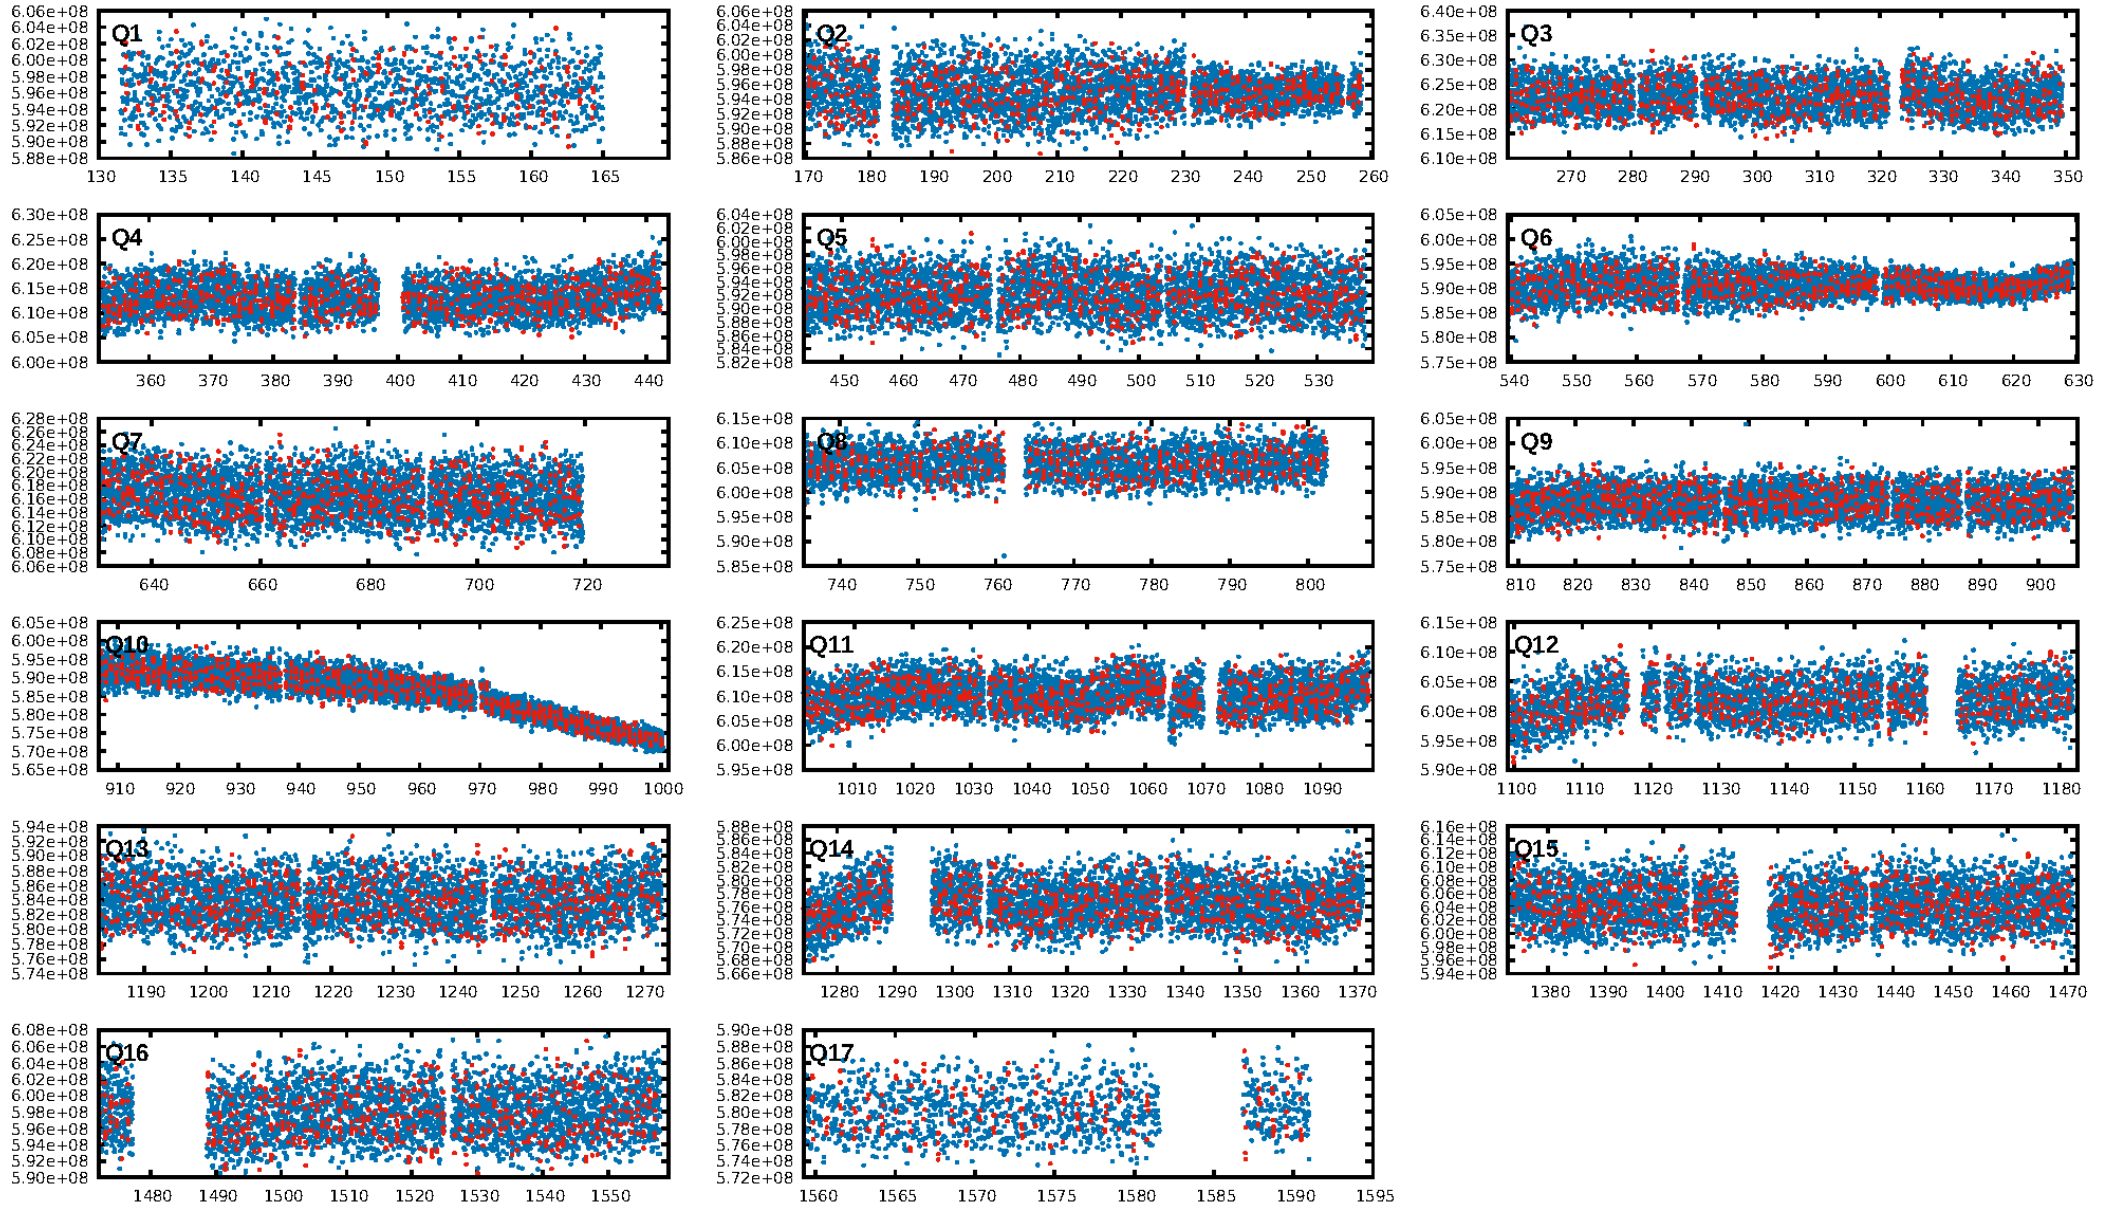 6.06e+08 6.04e+08 6.02e+08 6.00e+08 5.98e+08 5.96e+08 5.94e+08 5.92e+08 5.90e+08 5.88e+08
Q1
130 135 140 145 150 155 160 165
6.06e+08 6.04e+08 6.02e+08 6.00e+08 5.98e+08 5.96e+08 5.94e+08 5.92e+08 5.90e+08 5.88e+08 5.86e+08
Q2
170 180 190 200 210 220 230 240 250 260
6.40e+08 6.35e+08 6.30e+08 6.25e+08 6.20e+08 6.15e+08 6.10e+08
Q3
270 280 290 300 310 320 330 340 350
6.30e+08 6.25e+08 6.20e+08 6.15e+08 6.10e+08 6.05e+08 6.00e+08
Q4
360 370 380 390 400 410 420 430 440
6.04e+08 6.02e+08 6.00e+08 5.98e+08 5.96e+08 5.94e+08 5.92e+08 5.90e+08 5.88e+08 5.86e+08 5.84e+08 5.82e+08
Q5
450 460 470 480 490 500 510 520 530
6.05e+08 6.00e+08 5.95e+08 5.90e+08 5.85e+08 5.80e+08 5.75e+08
Q6
540 550 560 570 580 590 600 610 620 630
6.28e+08 6.26e+08 6.24e+08 6.22e+08 6.20e+08 6.18e+08 6.16e+08 6.14e+08 6.12e+08 6.10e+08 6.08e+08 6.06e+08
Q7
640 660 680 700 720
6.15e+08 6.10e+08 6.05e+08 6.00e+08 5.95e+08 5.90e+08 5.85e+08
Q8
740 750 760 770 780 790 800
6.05e+08 6.00e+08 5.95e+08 5.90e+08 5.85e+08 5.80e+08 5.75e+08
Q9
810 820 830 840 850 860 870 880 890 900
6.05e+08 6.00e+08 5.95e+08 5.90e+08 5.85e+08 5.80e+08 5.75e+08 5.70e+08 5.65e+08
Q10
910 920 930 940 950 960 970 980 990 1000
6.25e+08 6.20e+08 6.15e+08 6.10e+08 6.05e+08 6.00e+08 5.95e+08
Q11
1010 1020 1030 1040 1050 1060 1070 1080 1090
6.15e+08 6.10e+08 6.05e+08 6.00e+08 5.95e+08 5.90e+08
Q12
1100 1110 1120 1130 1140 1150 1160 1170 1180
5.94e+08 5.92e+08 5.90e+08 5.88e+08 5.86e+08 5.84e+08 5.82e+08 5.80e+08 5.78e+08 5.76e+08 5.74e+08
Q13
1190 1200 1210 1220 1230 1240 1250 1260 1270
5.88e+08 5.86e+08 5.84e+08 5.82e+08 5.80e+08 5.78e+08 5.76e+08 5.74e+08 5.72e+08 5.70e+08 5.68e+08 5.66e+08
Q14
1280 1290 1300 1310 1320 1330 1340 1350 1360 1370
6.16e+08 6.14e+08 6.12e+08 6.10e+08 6.08e+08 6.06e+08 6.04e+08 6.02e+08 6.00e+08 5.98e+08 5.96e+08 5.94e+08
Q15
1380 1390 1400 1410 1420 1430 1440 1450 1460 1470
6.08e+08 6.06e+08 6.04e+08 6.02e+08 6.00e+08 5.98e+08 5.96e+08 5.94e+08 5.92e+08 5.90e+08
Q16
1480 1490 1500 1510 1520 1530 1540 1550
5.90e+08 5.88e+08 5.86e+08 5.84e+08 5.82e+08 5.80e+08 5.78e+08 5.76e+08 5.74e+08 5.72e+08
Q17
1560 1565 1570 1575 1580 1585 1590 1595